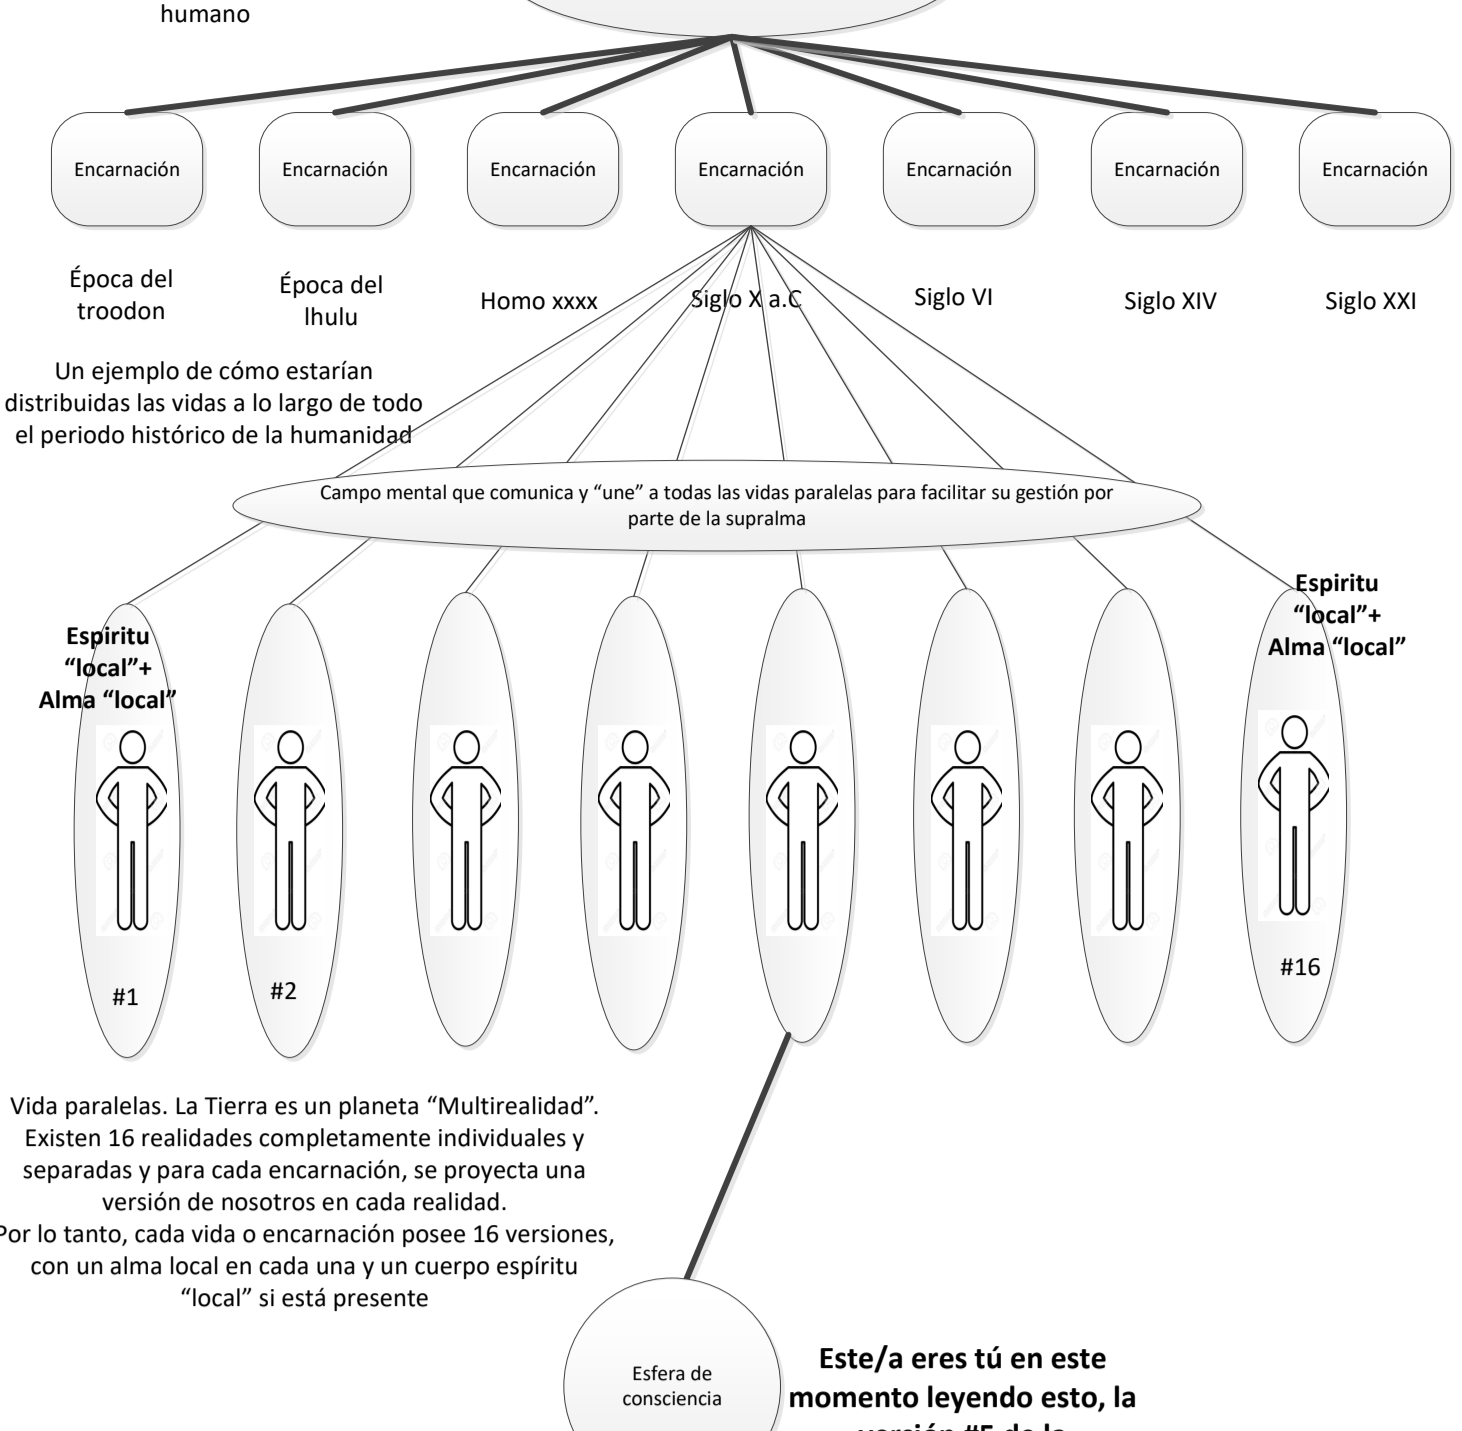 humano
Encarnación
Encarnación
Encarnación
Encarnación
Encarnación
Encarnación
Encarnación
Época del
troodon
Época del
lhulu
Homo xxxx
Siglo X a.C
Siglo VI
Siglo XIV
Siglo XXI
Un ejemplo de cómo estarían
distribuidas las vidas a lo largo de todo
el periodo histórico de la humanidad
Campo mental que comunica y “une” a todas las vidas paralelas para facilitar su gestión por
parte de la supralma
Espiritu
“local”+
Alma “local”
Espiritu
“local”+
Alma “local”
#1
#2
#16
Vida paralelas. La Tierra es un planeta “Multirealidad”.
Existen 16 realidades completamente individuales y
separadas y para cada encarnación, se proyecta una
versión de nosotros en cada realidad.
Por lo tanto, cada vida o encarnación posee 16 versiones,
con un alma local en cada una y un cuerpo espíritu
“local” si está presente
Esfera de
consciencia
Este/a eres tú en este
momento leyendo esto, la
versión #5 de la